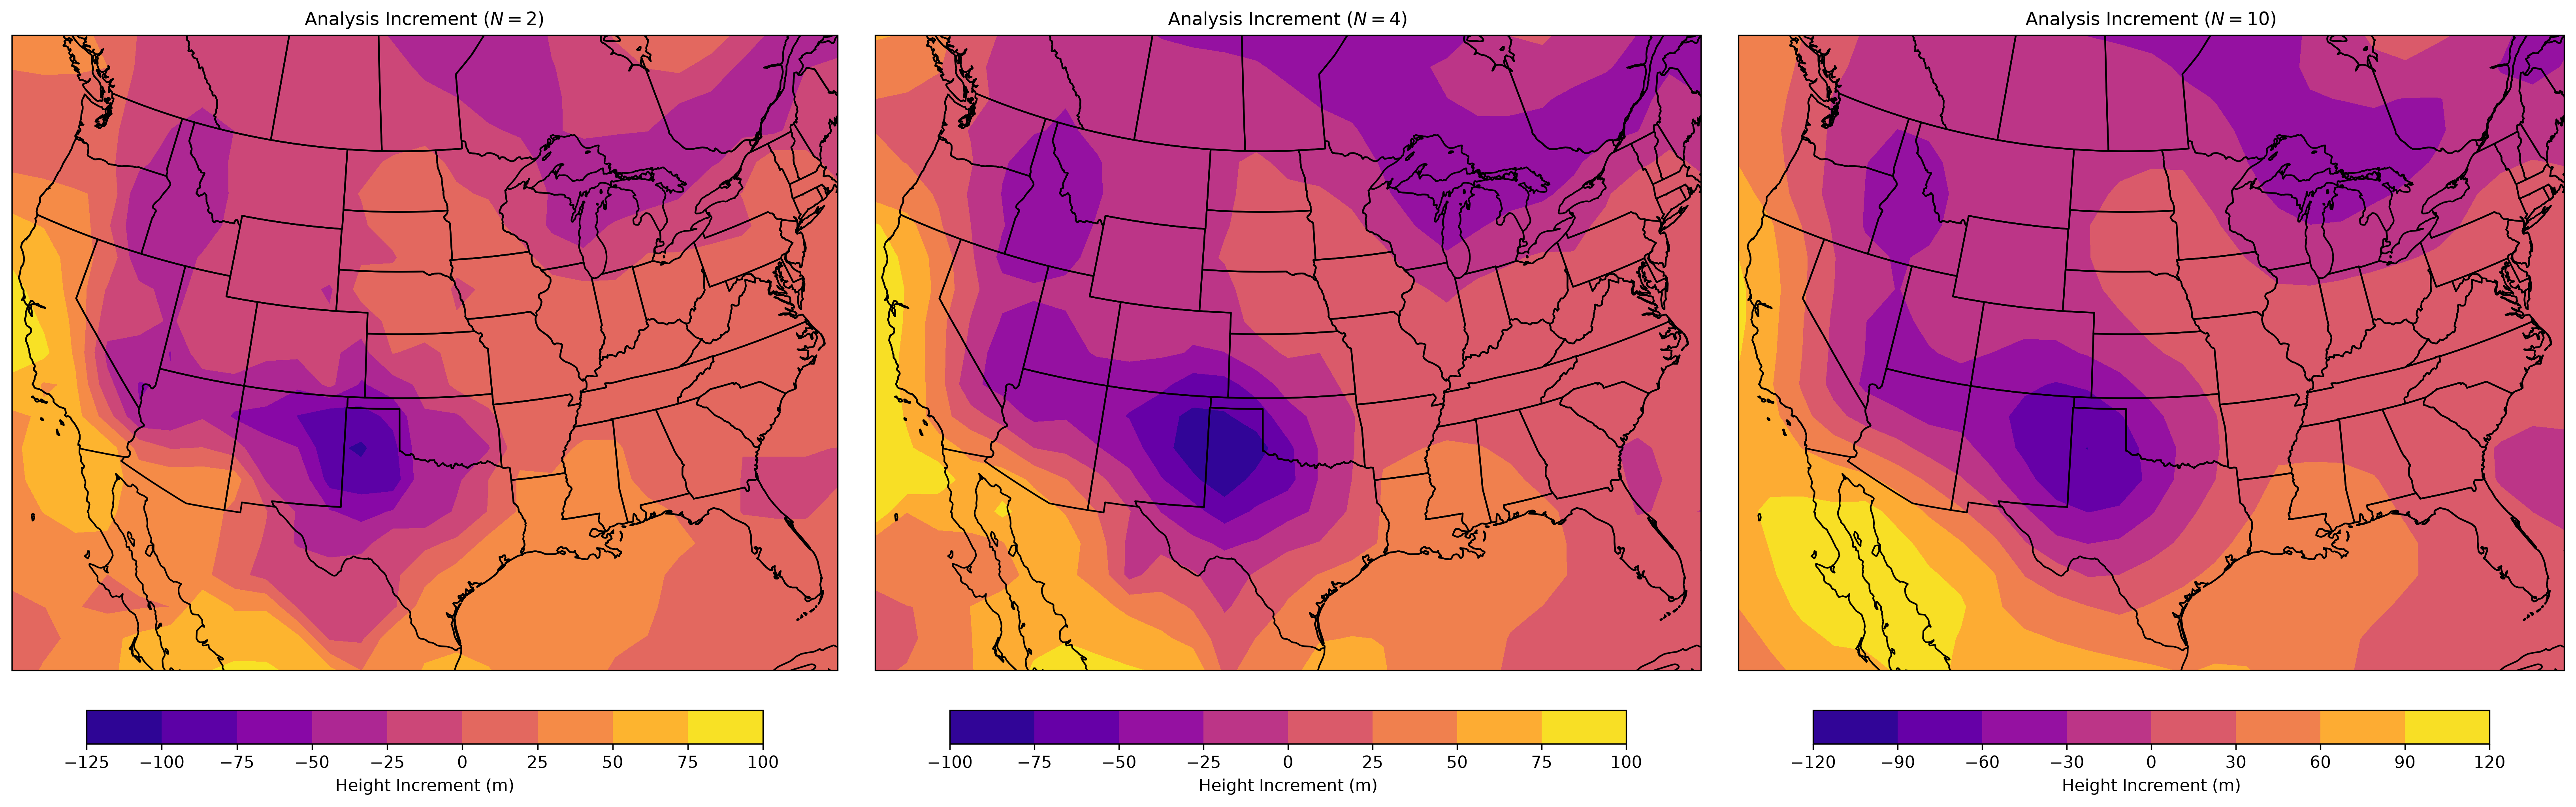 Analysis Increment (N = 2)
−125 −100 −75 −50 −25 0 25 50 75 100
Height Increment (m)
Analysis Increment (N = 4)
−100 −75 −50 −25 0 25 50 75 100
Height Increment (m)
Analysis Increment (N = 10)
−120 −90 −60 −30 0 30 60 90 120
Height Increment (m)